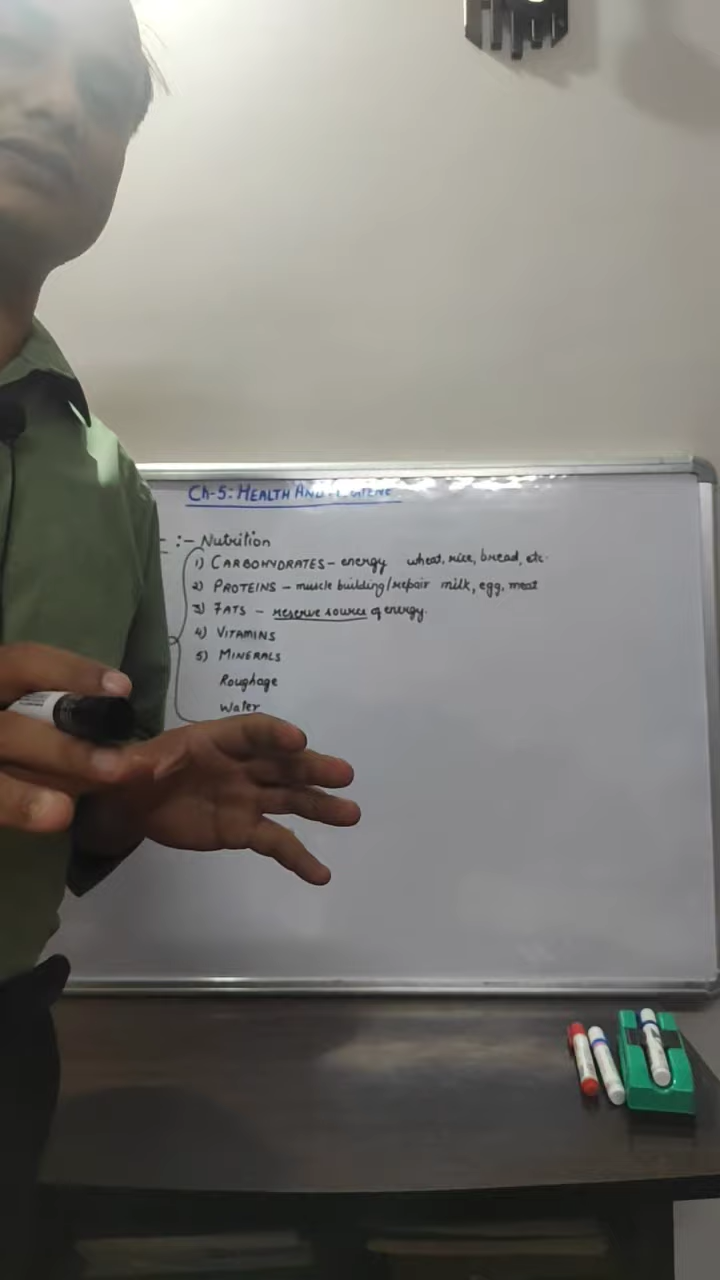 Ch-5: HEALTH AND HYGIENE
:- Nutrition
1) CARBOHYDRATES - energy wheat, rice, bread, etc.
2) PROTEINS - muscle building/repair milk, egg, meat
3) FATS - reserve source of energy.
4) VITAMINS
5) MINERALS
Roughage
Water